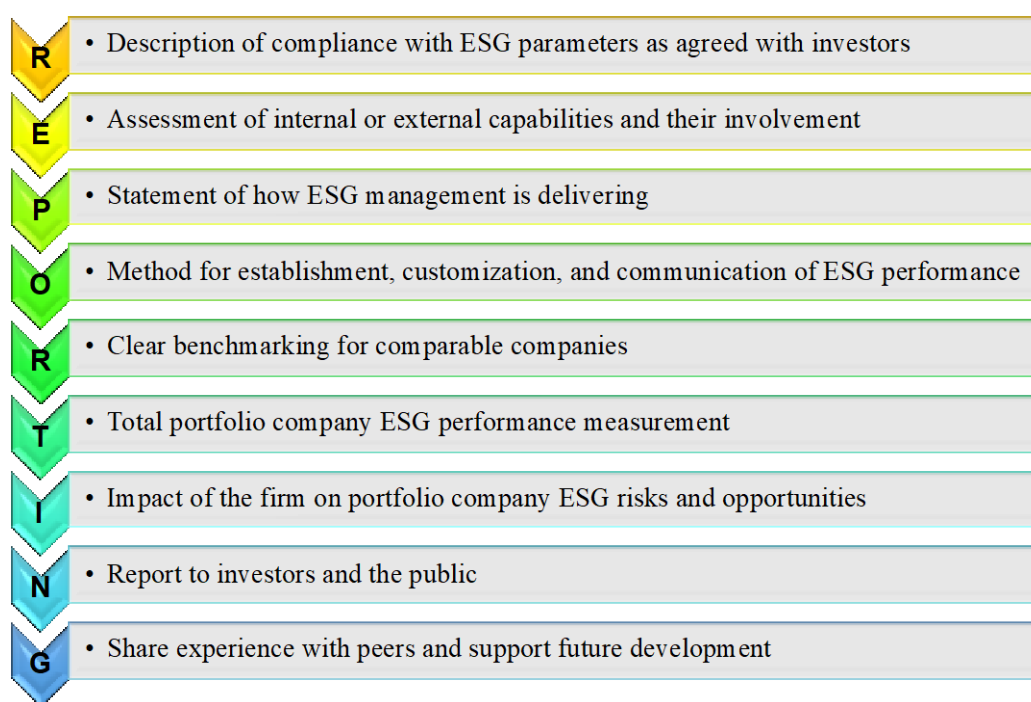 R
• Description of compliance with ESG parameters as agreed with investors
E
• Assessment of internal or external capabilities and their involvement
P
• Statement of how ESG management is delivering
O
• Method for establishment, customization, and communication of ESG performance
R
• Clear benchmarking for comparable companies
T
• Total portfolio company ESG performance measurement
I
• Impact of the firm on portfolio company ESG risks and opportunities
N
• Report to investors and the public
G
• Share experience with peers and support future development